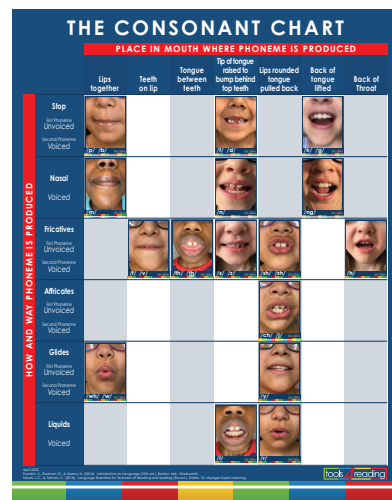 THE CONSONANT CHART
PLACE IN MOUTH WHERE PHONEME IS PRODUCED
Lips together
Teeth on lip
Tongue between teeth
Tip of tongue raised to bump behind top teeth
Lips rounded tongue pulled back
Back of tongue lifted
Back of Throat
HOW AND WAY PHONEME IS PRODUCED
Stop
First Phoneme
Unvoiced
Second Phoneme
Voiced
/p/ /b/
/t/ /d/
/k/ /g/
Nasal
Voiced
/m/
/n/
/ng/
Fricatives
First Phoneme
Unvoiced
Second Phoneme
Voiced
/f/ /v/
/th/ /th/
/s/ /z/
/sh/ /zh/
/h/
Affricates
First Phoneme
Unvoiced
Second Phoneme
Voiced
/ch/ /j/
Glides
First Phoneme
Unvoiced
Second Phoneme
Voiced
/wh/ /w/
/y/
Liquids
Voiced
/l/
/r/
tools 4 reading